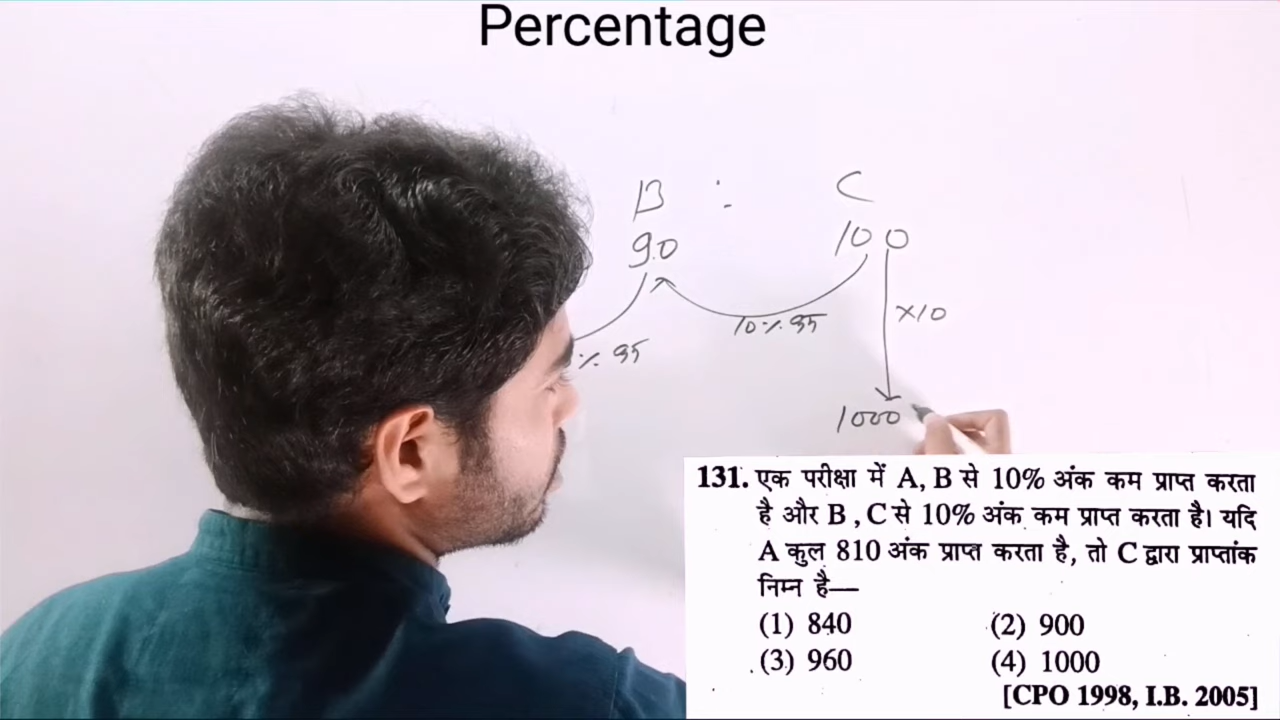 Percentage
B : C
90 100
×10
10% कम
% कम
1000
131. एक परीक्षा में A, B से 10% अंक कम प्राप्त करता
है और B , C से 10% अंक कम प्राप्त करता है। यदि
A कुल 810 अंक प्राप्त करता है, तो C द्वारा प्राप्तांक
निम्न है—
(1) 840 (2) 900
(3) 960 (4) 1000
[CPO 1998, I.B. 2005]